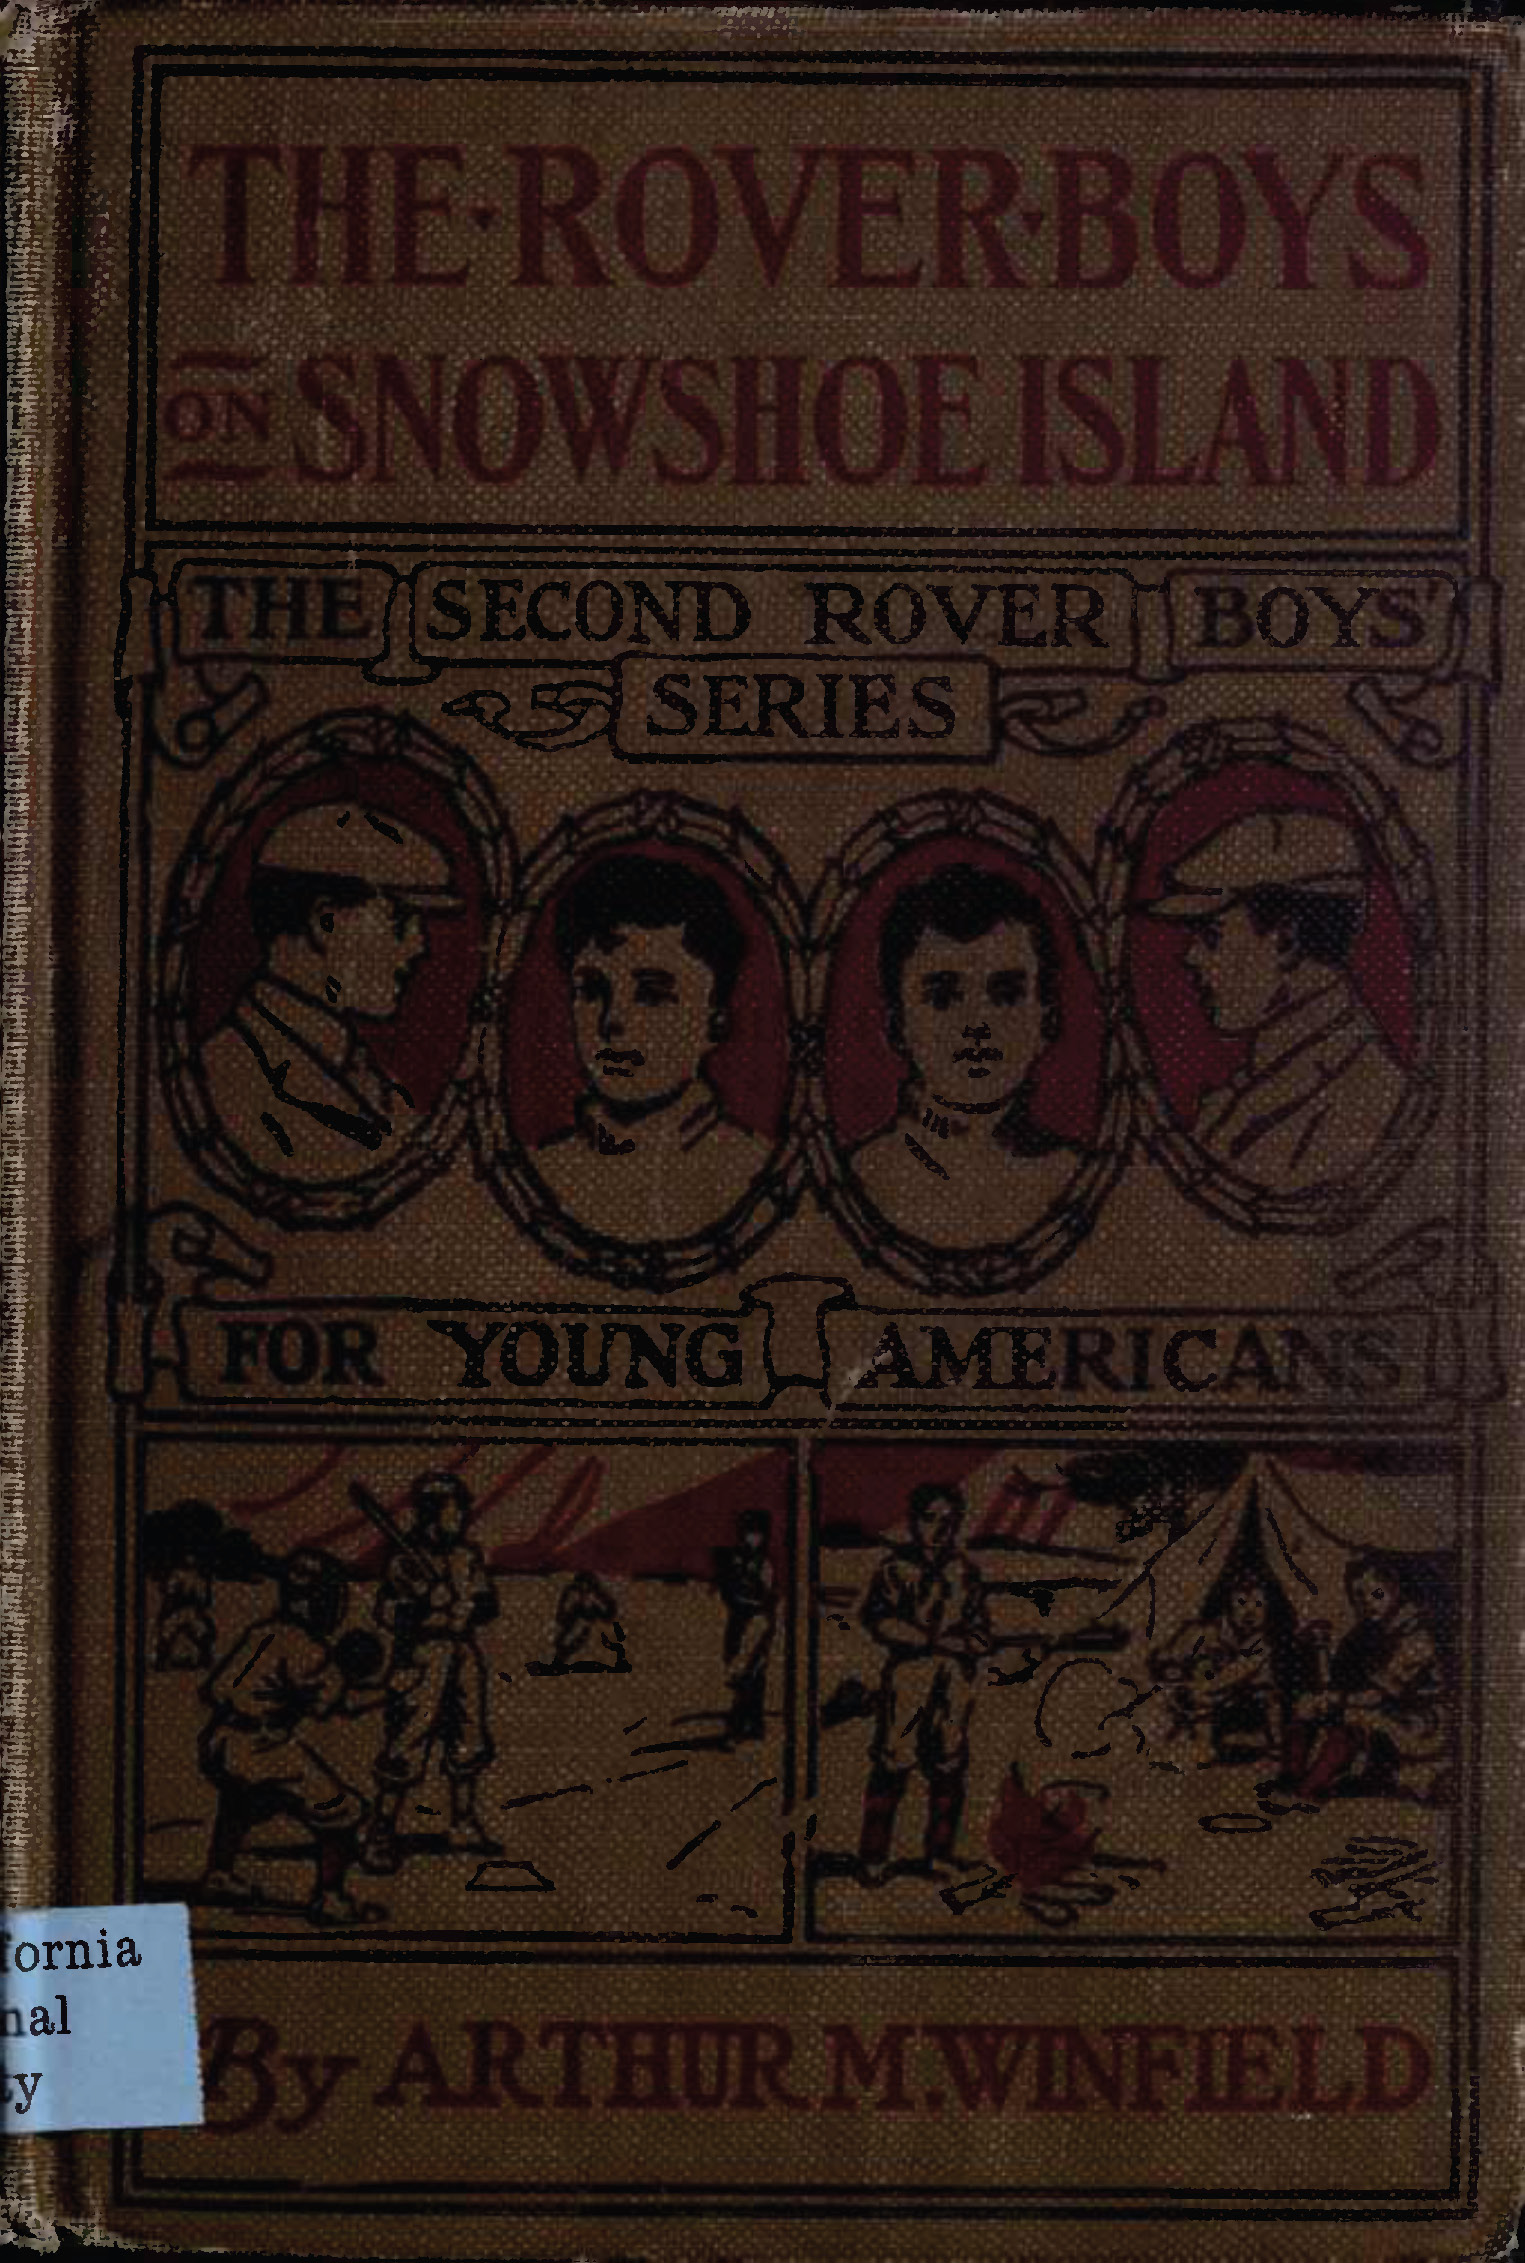 THE·ROVER·BOYS
ON SNOWSHOE ISLAND
THE SECOND ROVER BOYS'
SERIES
FOR YOUNG AMERICANS
ornia
nal
ty
By ARTHUR M. WINFIELD